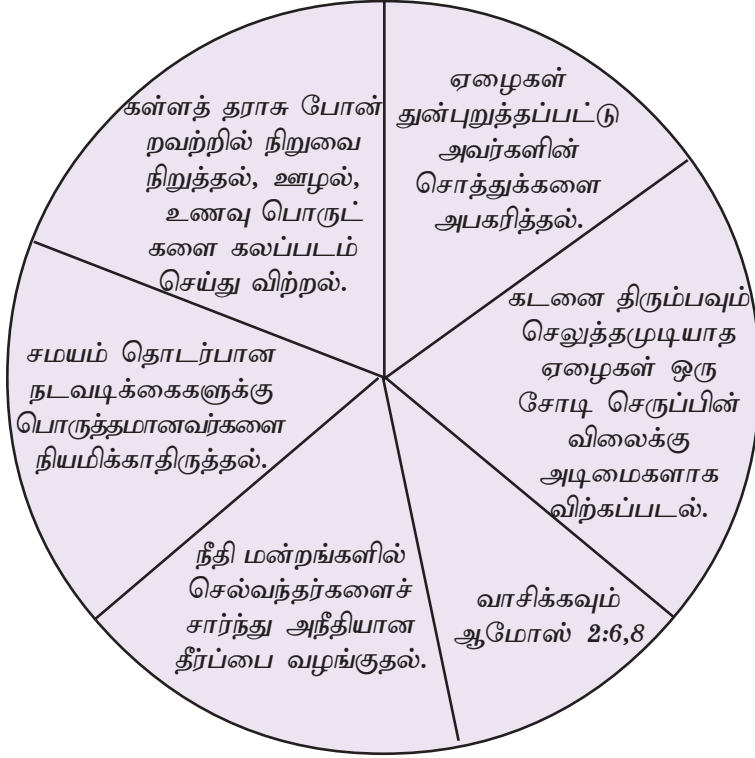 ஏழைகள்
துன்புறுத்தப்பட்டு
அவர்களின்
சொத்துக்களை
அபகரித்தல்.
கடனை திரும்பவும்
செலுத்தமுடியாத
ஏழைகள் ஒரு
சோடி செருப்பின்
விலைக்கு
அடிமைகளாக
விற்கப்படல்.
வாசிக்கவும்
ஆமோஸ் 2:6,8
நீதி மன்றங்களில்
செல்வந்தர்களைச்
சார்ந்து அநீதியான
தீர்ப்பை வழங்குதல்.
சமயம் தொடர்பான
நடவடிக்கைகளுக்கு
பொருத்தமானவர்களை
நியமிக்காதிருத்தல்.
கள்ளத் தராசு போன்
றவற்றில் நிறுவை
நிறுத்தல், ஊழல்,
உணவு பொருட்
களை கலப்படம்
செய்து விற்றல்.